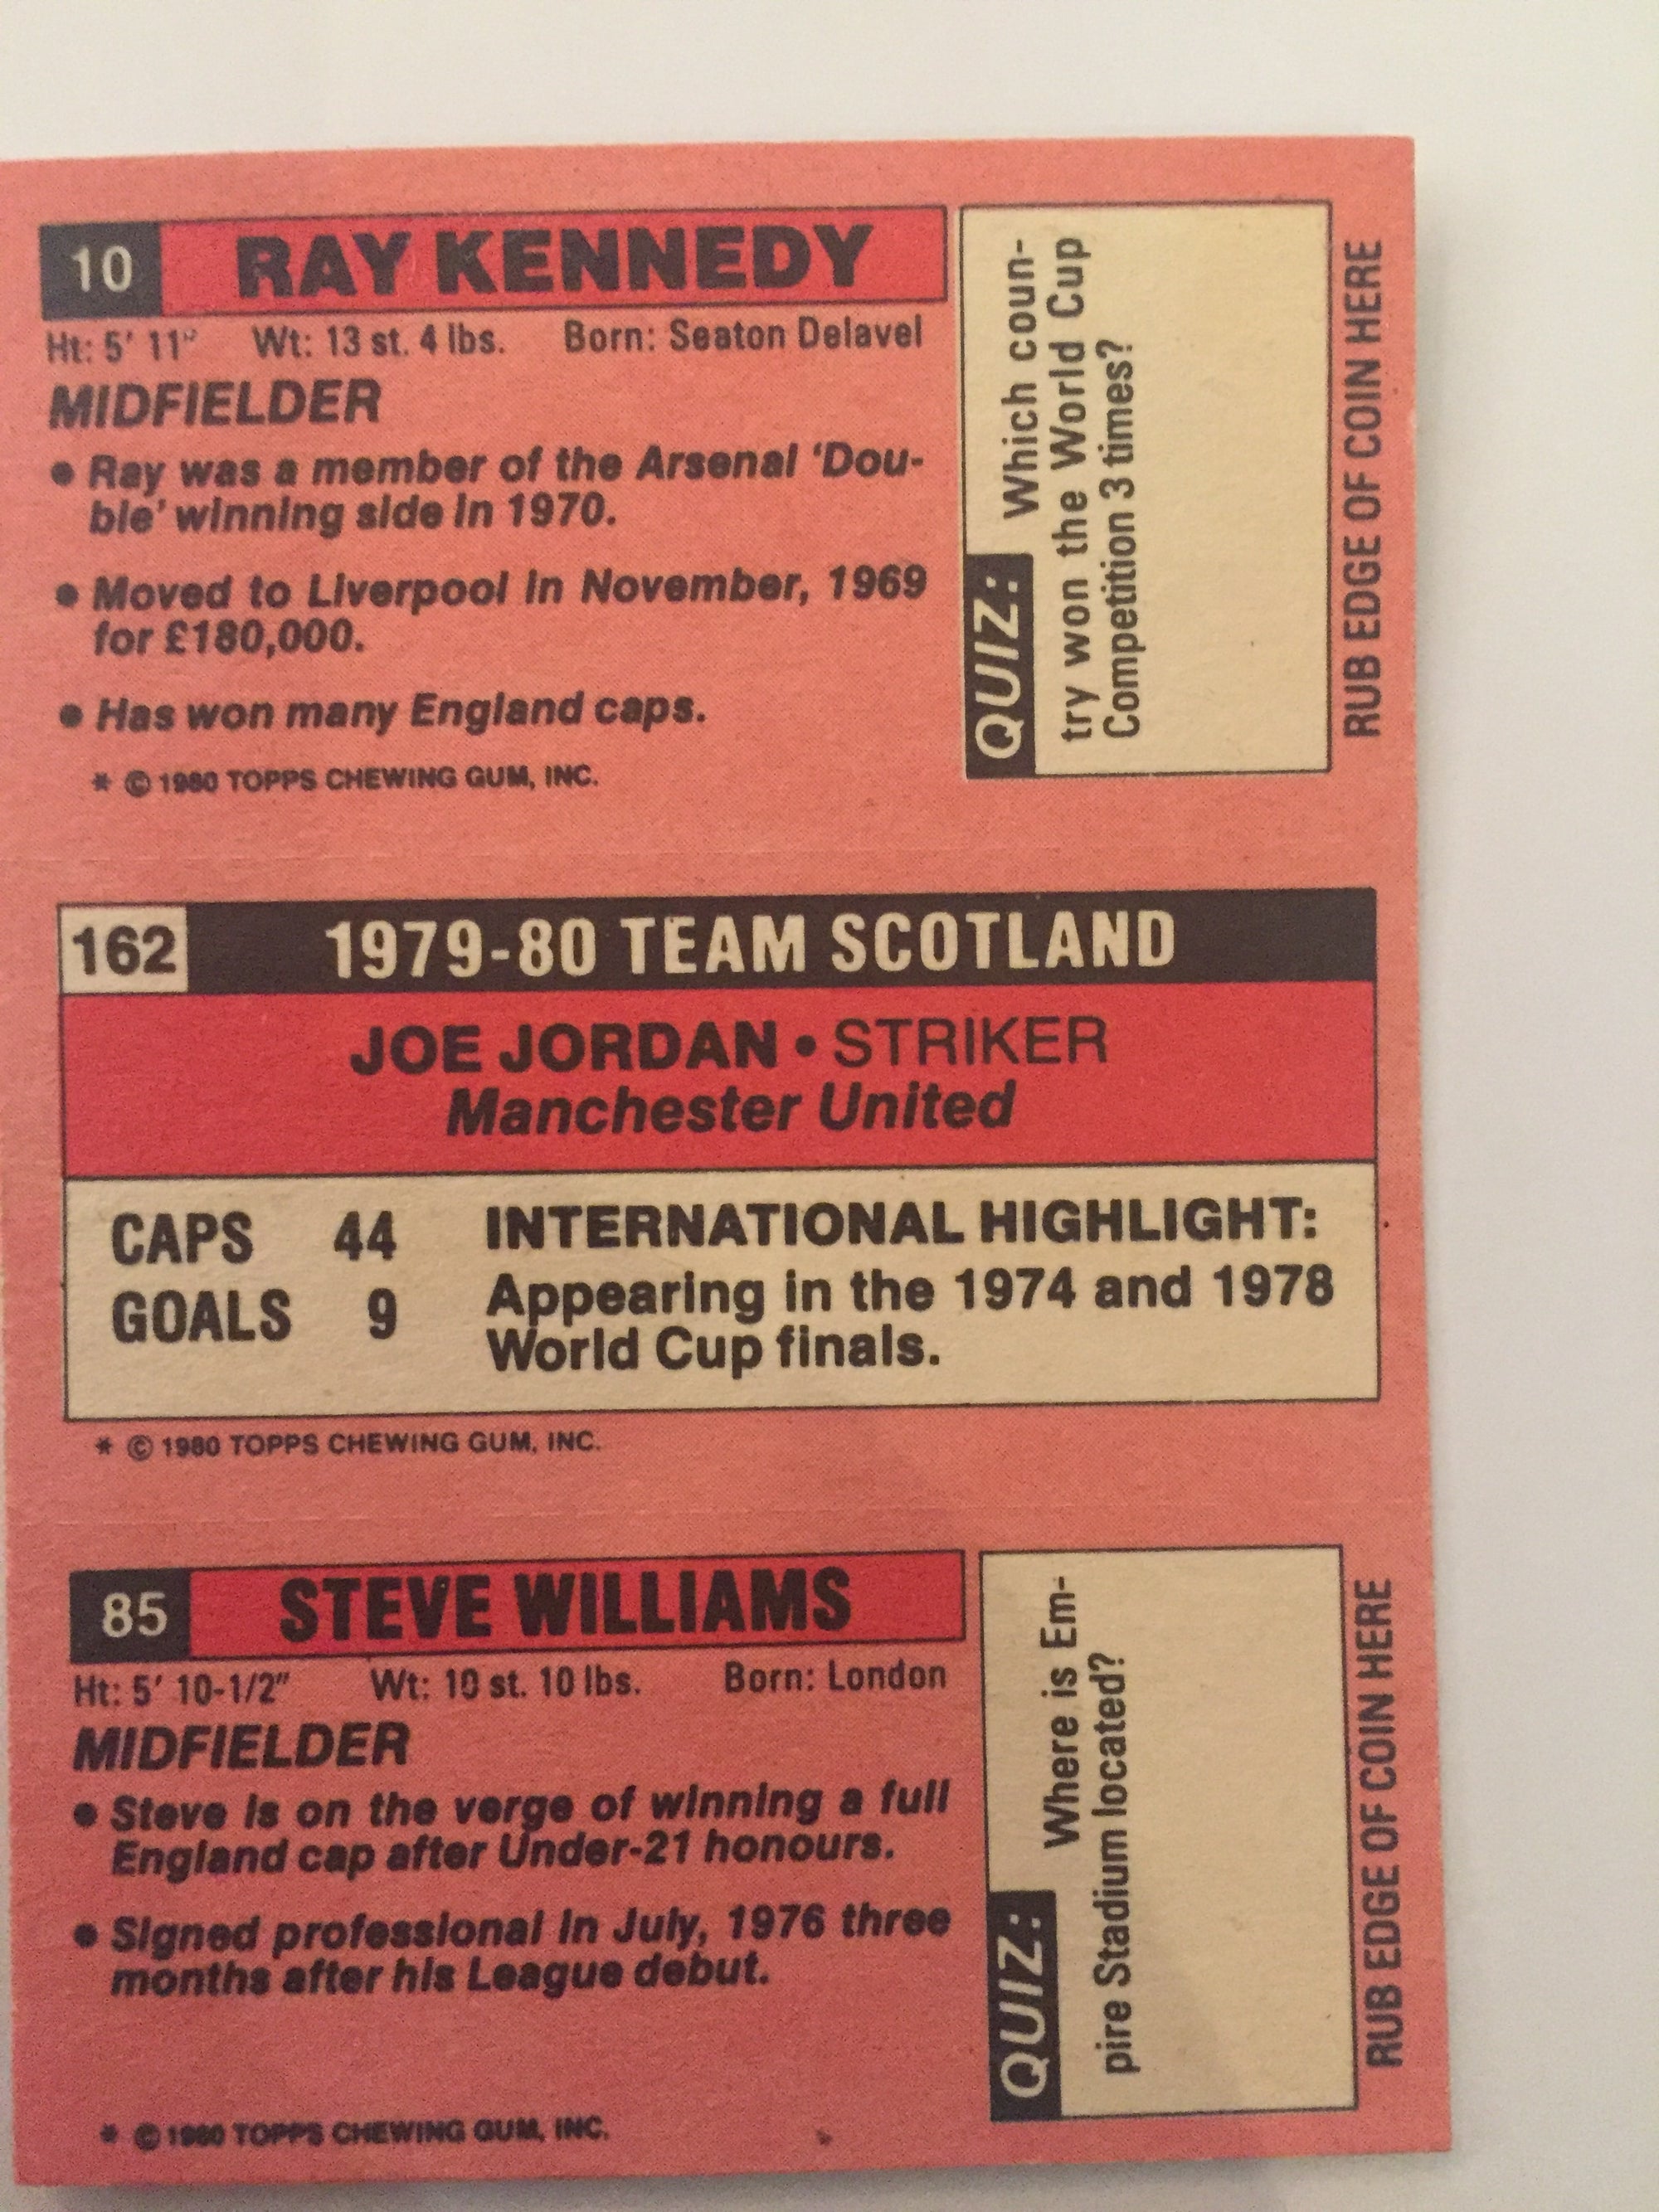 10 RAY KENNEDY
Ht: 5' 11" Wt: 13 st. 4 lbs. Born: Seaton Delavel
MIDFIELDER
• Ray was a member of the Arsenal 'Dou-
ble' winning side in 1970.
• Moved to Liverpool in November, 1969
for £180,000.
• Has won many England caps.
* © 1980 TOPPS CHEWING GUM, INC.
QUIZ: Which coun-
try won the World Cup
Competition 3 times?
RUB EDGE OF COIN HERE
162 1979-80 TEAM SCOTLAND
JOE JORDAN • STRIKER
Manchester United
CAPS 44
GOALS 9
INTERNATIONAL HIGHLIGHT:
Appearing in the 1974 and 1978
World Cup finals.
* © 1980 TOPPS CHEWING GUM, INC.
85 STEVE WILLIAMS
Ht: 5' 10-1/2" Wt: 10 st. 10 lbs. Born: London
MIDFIELDER
• Steve is on the verge of winning a full
England cap after Under-21 honours.
• Signed professional in July, 1976 three
months after his League debut.
* © 1980 TOPPS CHEWING GUM, INC.
QUIZ: Where is Em-
pire Stadium located?
RUB EDGE OF COIN HERE